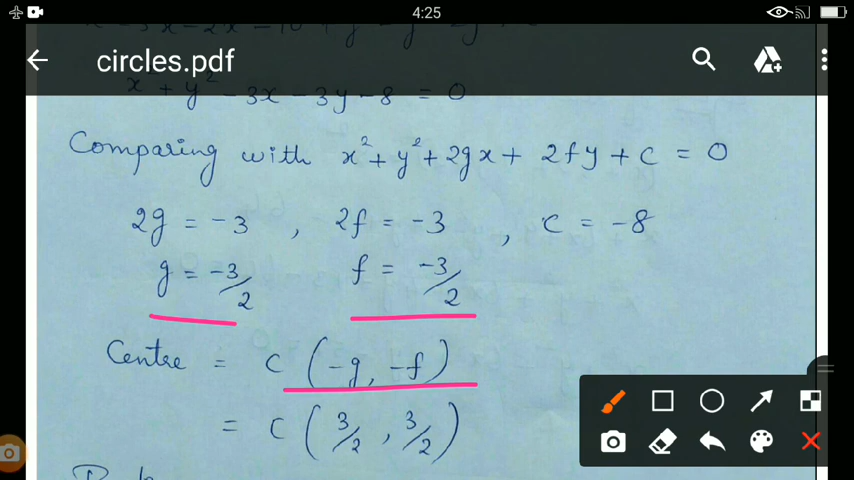 4:25
circles.pdf
x² + y² - 3x - 3y - 8 = 0
Comparing with x² + y² + 2gx + 2fy + c = 0
2g = -3 , 2f = -3 , c = -8
g = -3/2 f = -3/2
Centre = C (-g, -f)
= C (3/2, 3/2)